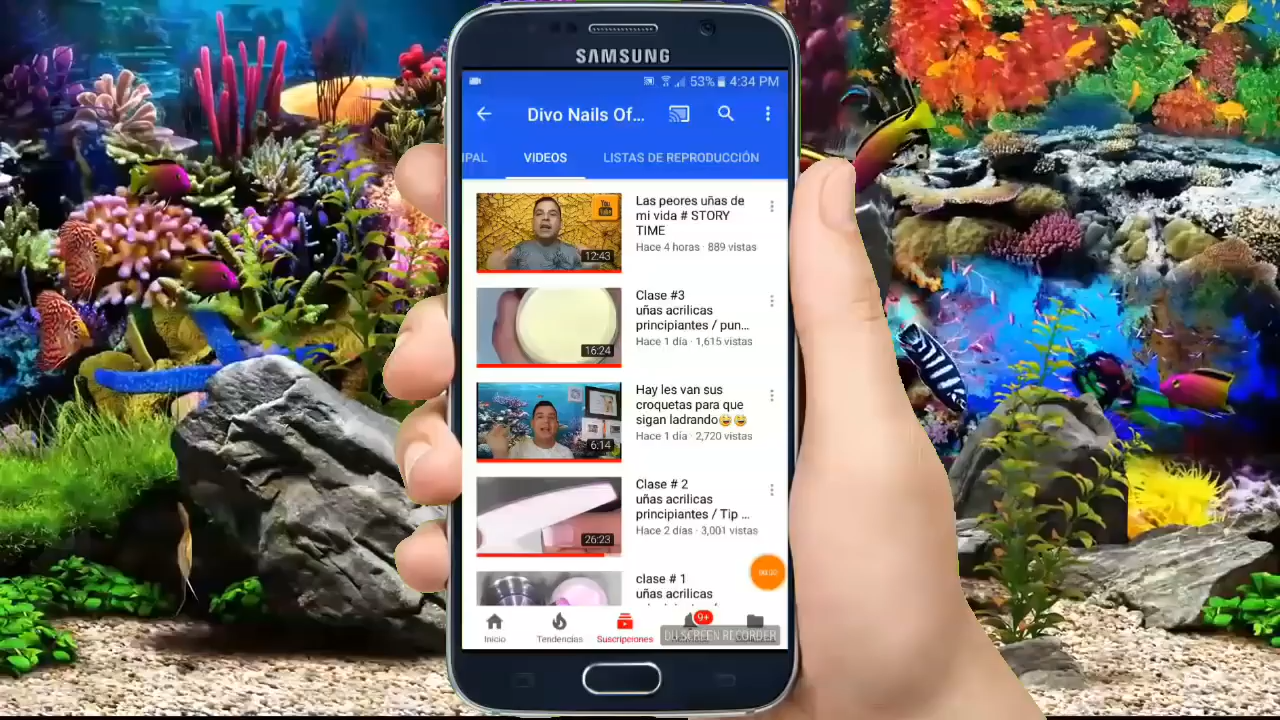 SAMSUNG
53% 4:34 PM
Divo Nails Of...
IPAL VIDEOS LISTAS DE REPRODUCCIÓN
You
Tube
12:43
Las peores uñas de
mi vida # STORY
TIME
Hace 4 horas · 889 vistas
16:24
Clase #3
uñas acrilicas
principiantes / pun...
Hace 1 día · 1,615 vistas
6:14
Hay les van sus
croquetas para que
sigan ladrando😄😄
Hace 1 día · 2,720 vistas
26:23
Clase # 2
uñas acrilicas
principiantes / Tip ...
Hace 2 días · 3,001 vistas
clase # 1
uñas acrilicas
9+
Inicio Tendencias Suscripciones
DU SCREEN RECORDER